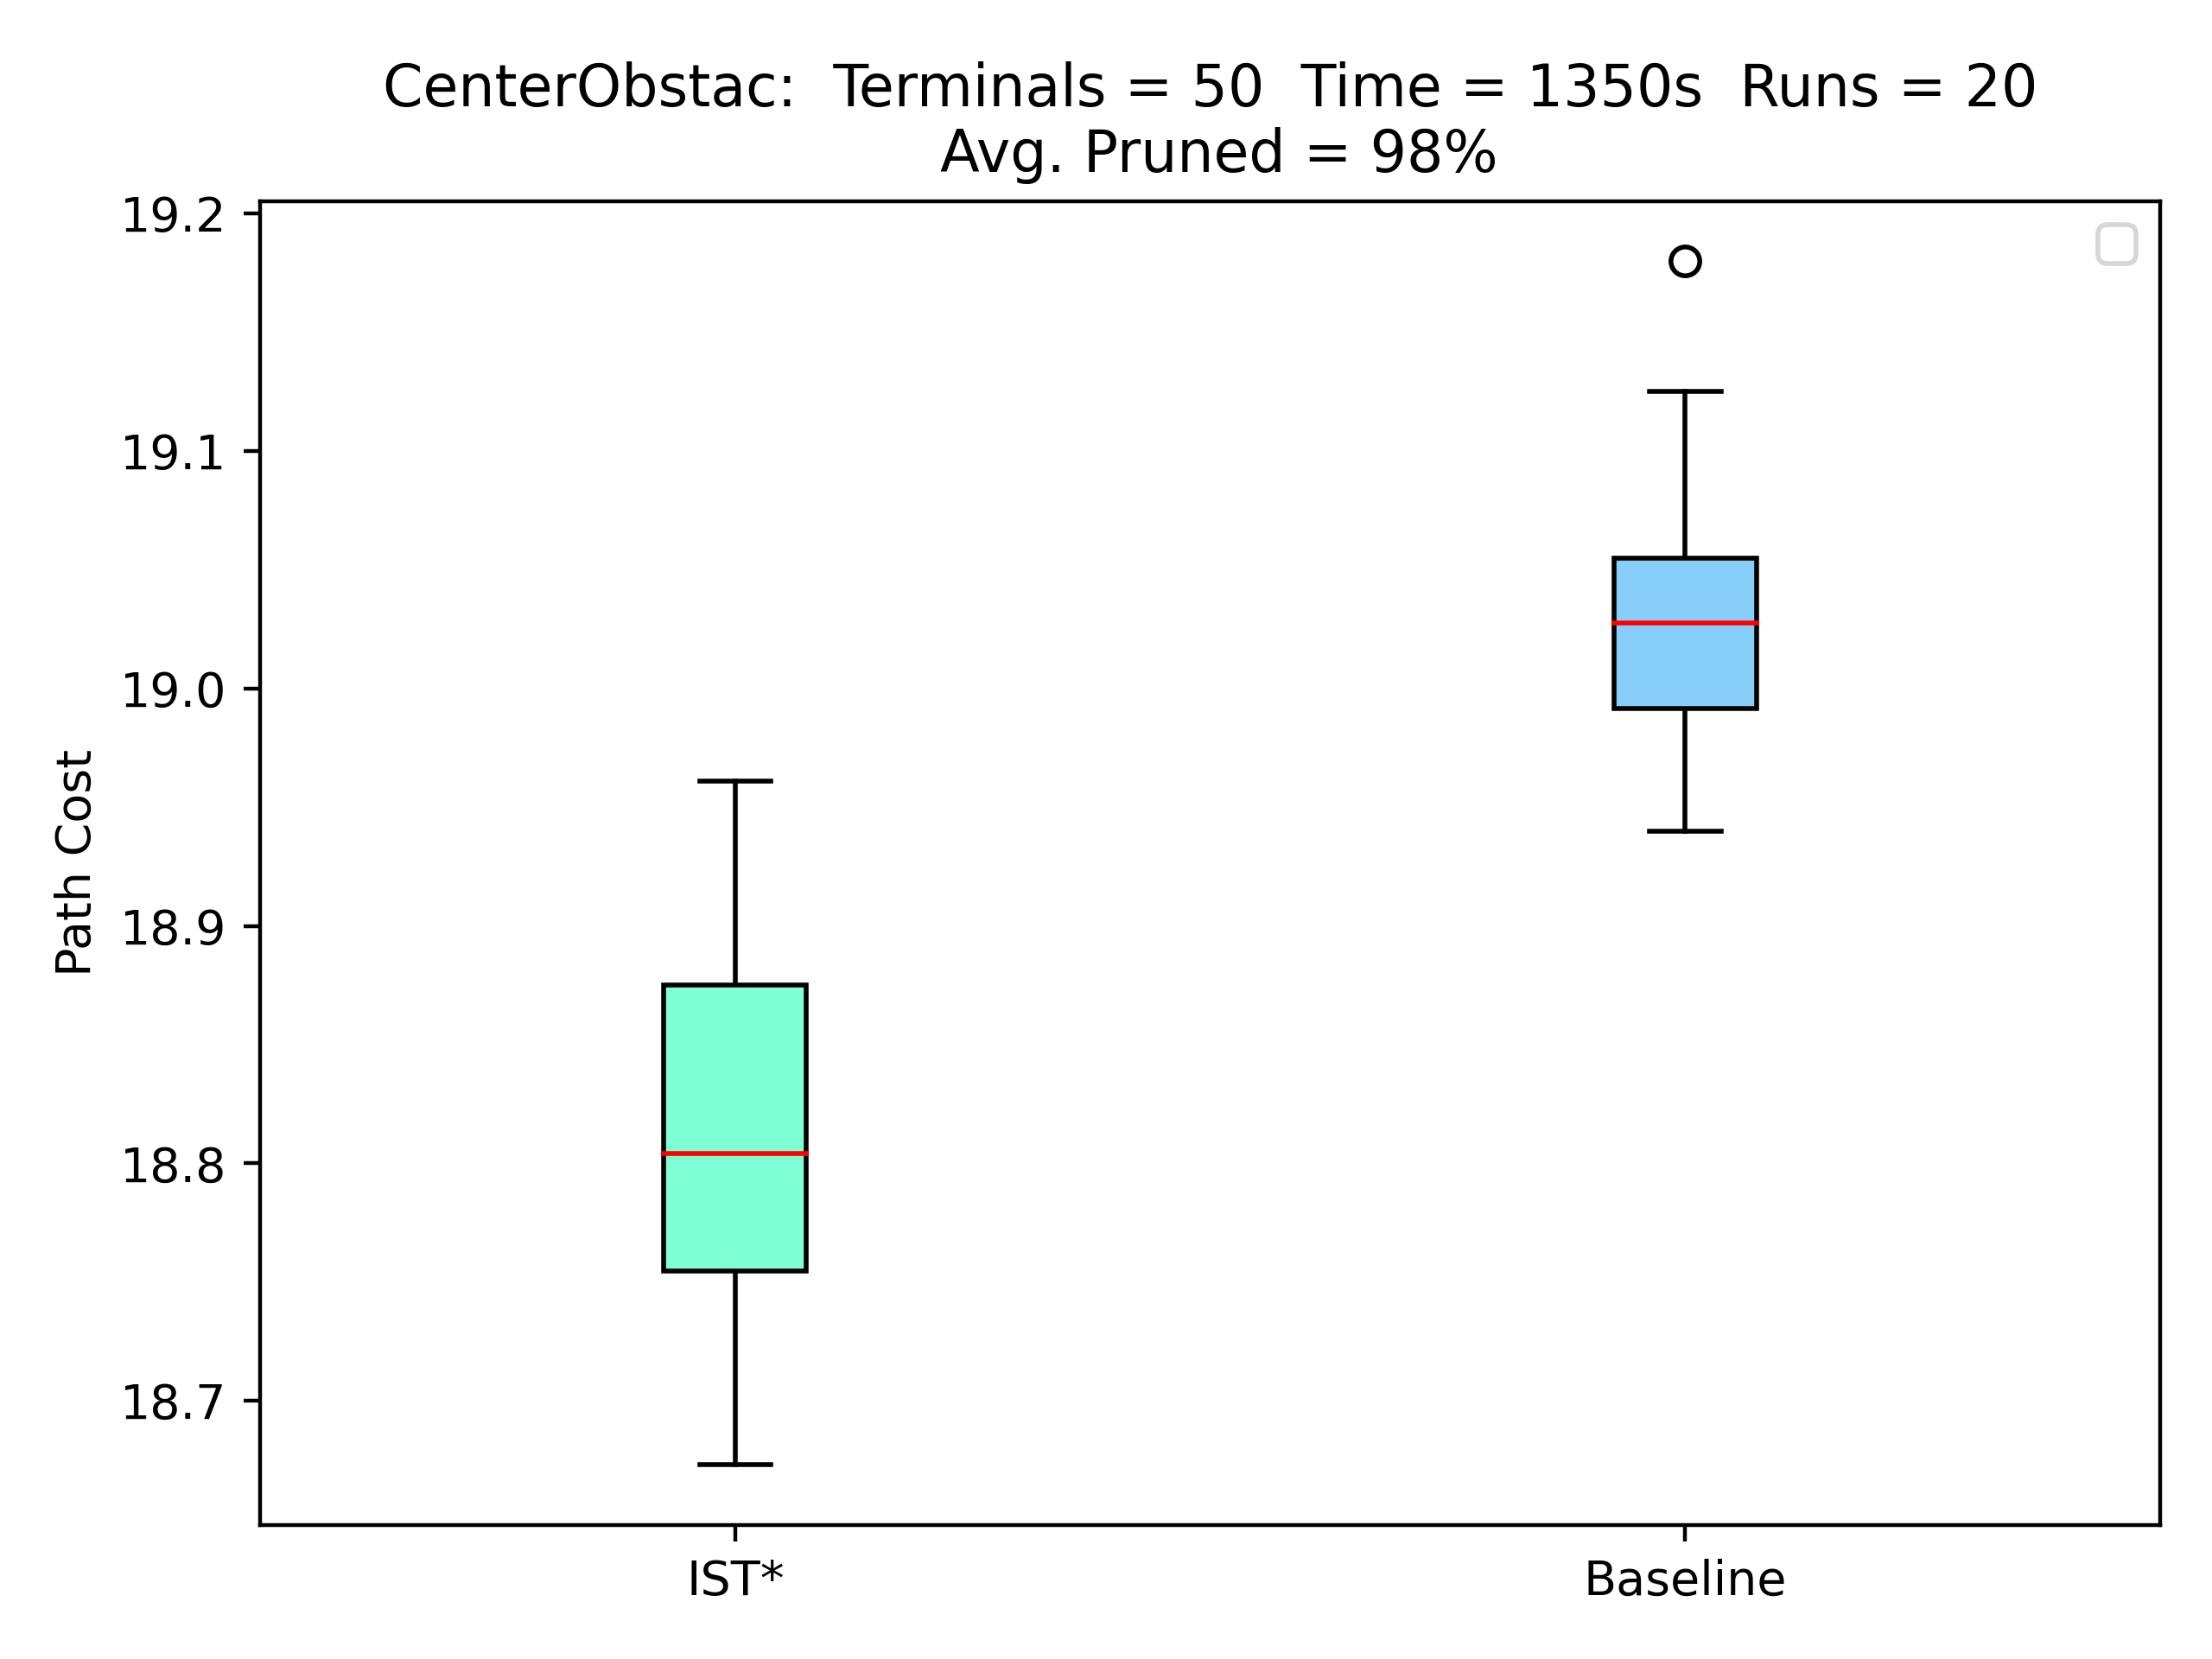 CenterObstac: Terminals = 50 Time = 1350s Runs = 20
Avg. Pruned = 98%
19.2
19.1
19.0
18.9
18.8
18.7
Path Cost
IST*
Baseline